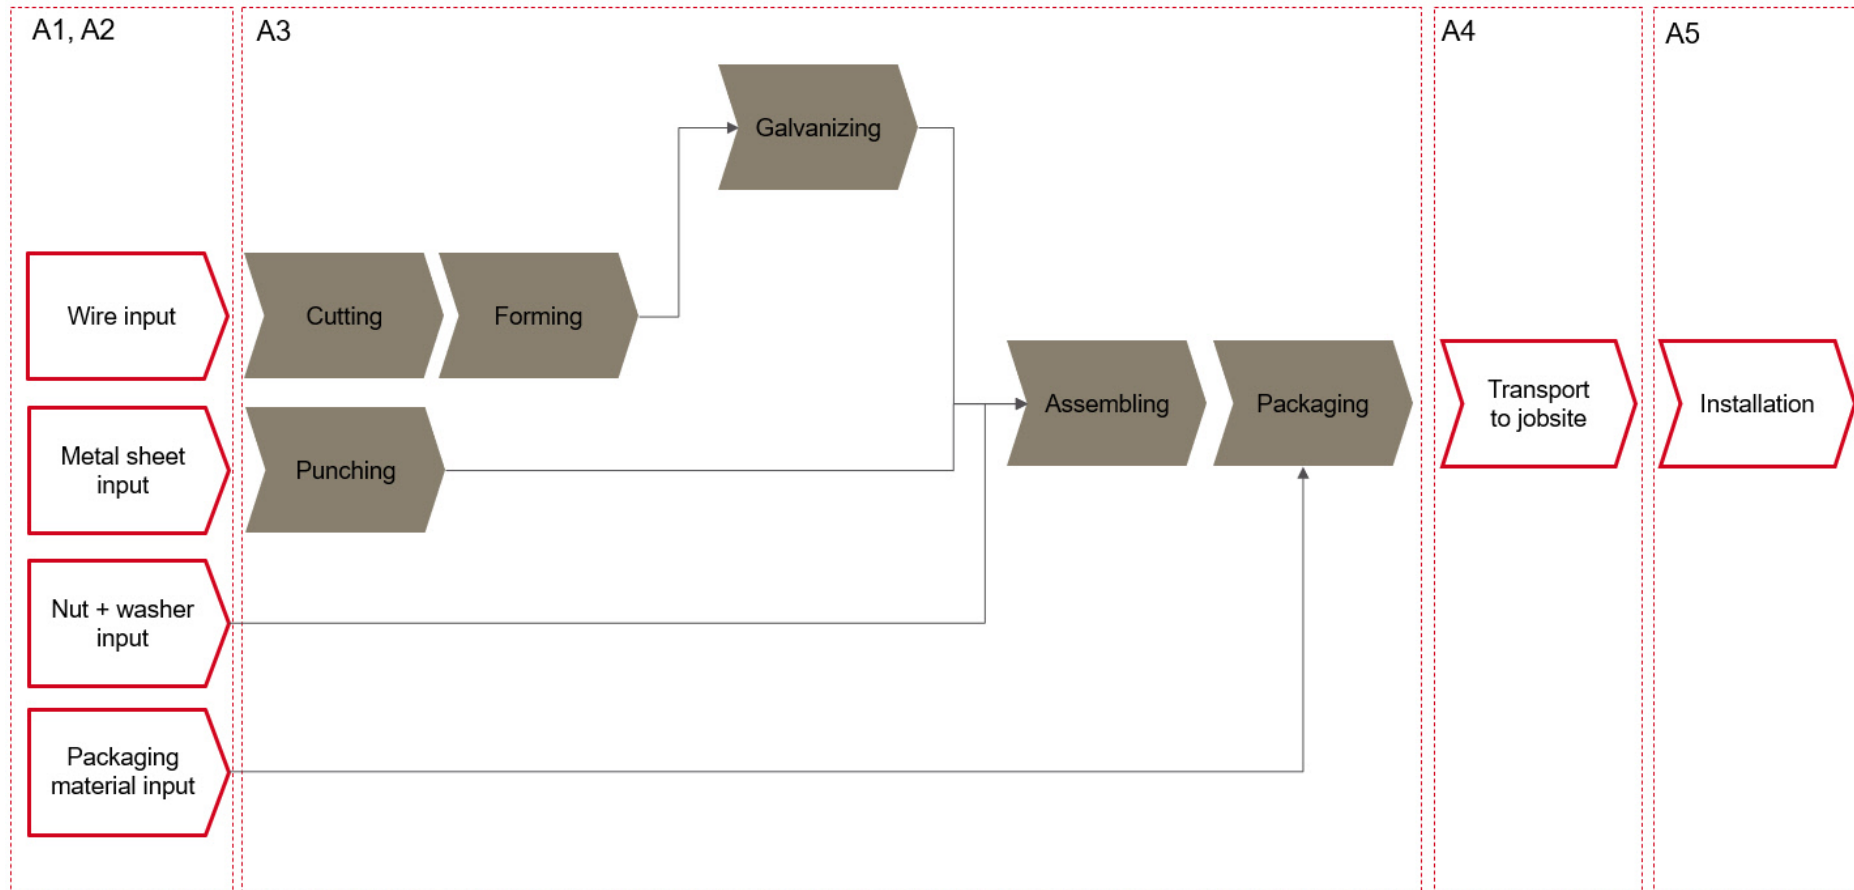 A1, A2
A3
A4
A5
Galvanizing
Wire input
Cutting
Forming
Assembling
Packaging
Transport
to jobsite
Installation
Metal sheet
input
Punching
Nut + washer
input
Packaging
material input